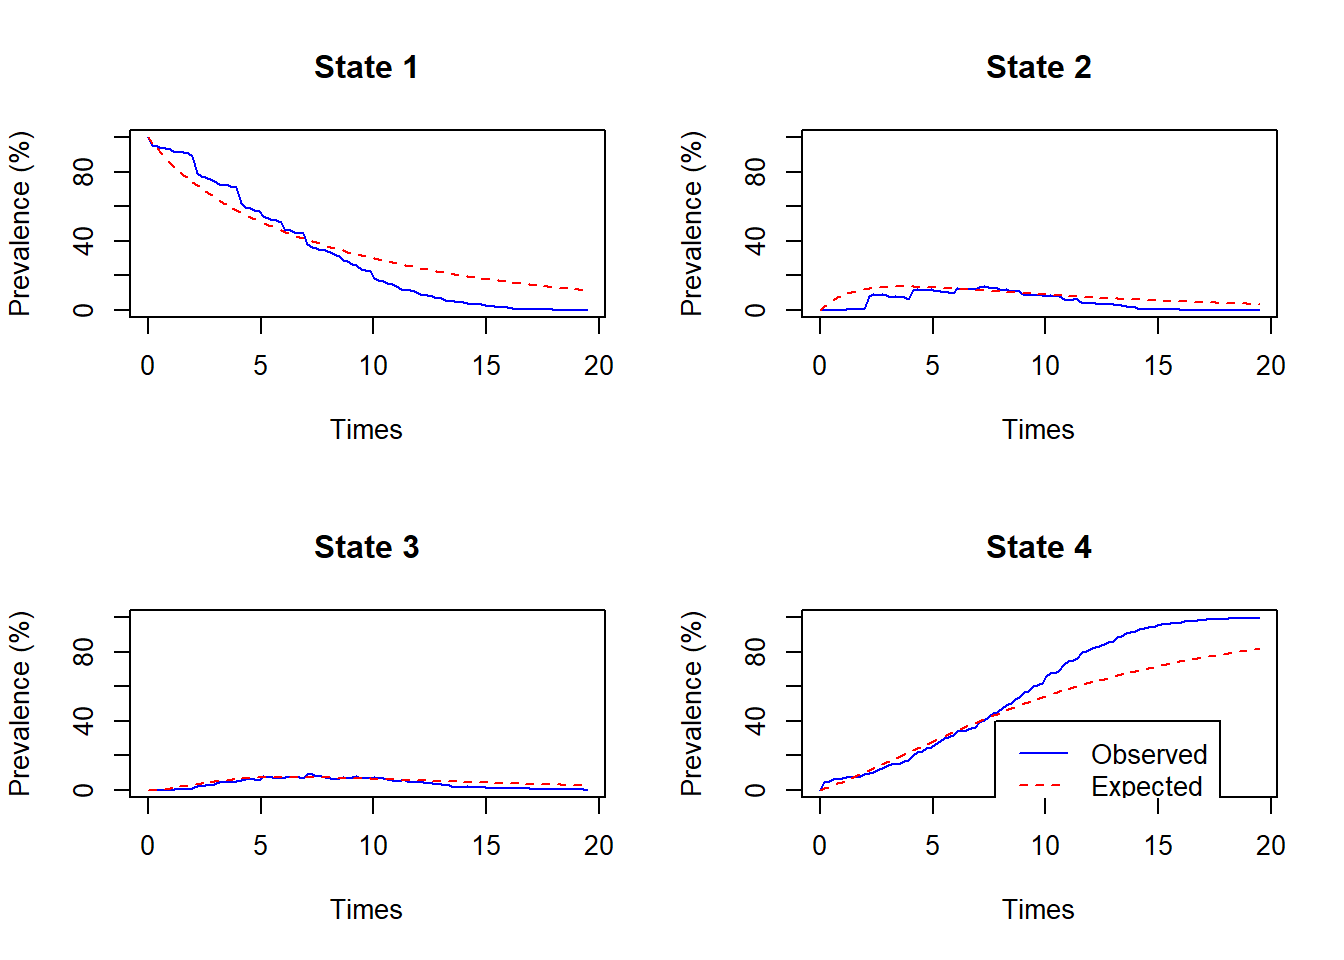 State 1
Prevalence (%)
0 40 80
0 5 10 15 20
Times
State 2
Prevalence (%)
0 40 80
0 5 10 15 20
Times
State 3
Prevalence (%)
0 40 80
0 5 10 15 20
Times
State 4
Prevalence (%)
0 40 80
Observed
Expected
0 5 10 15 20
Times